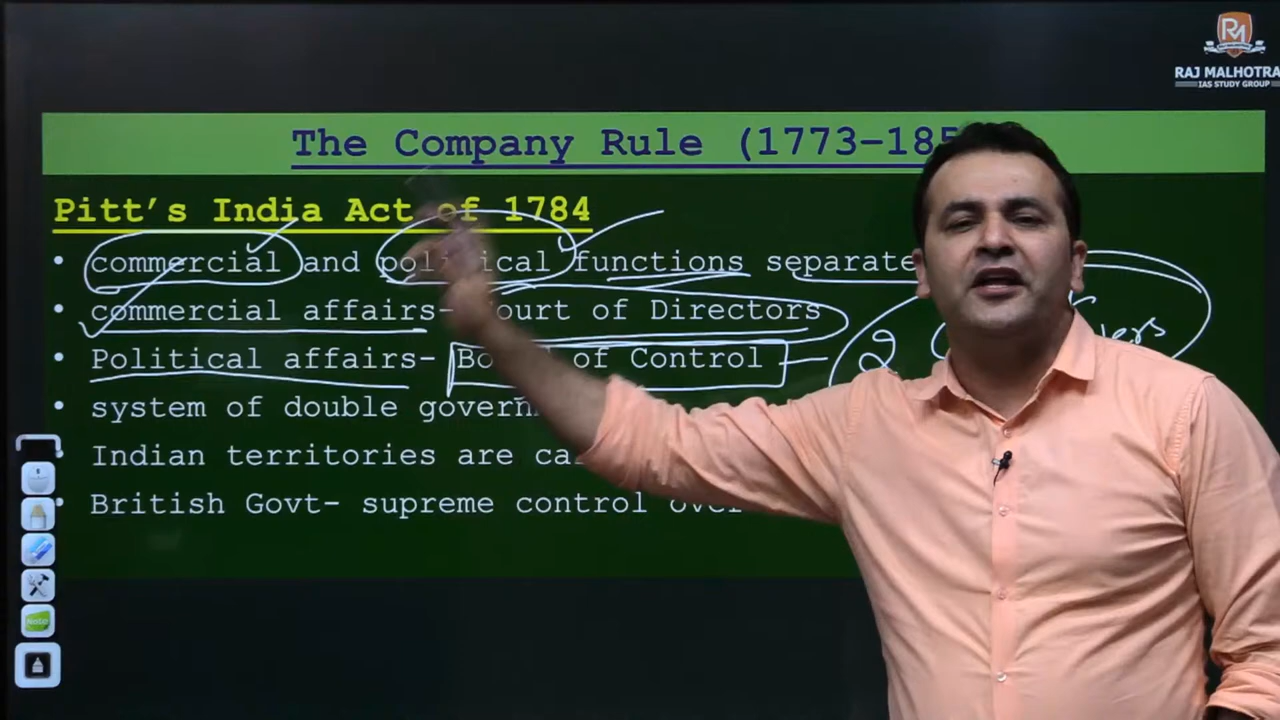 RM
RAJ MALHOTRA
IAS STUDY GROUP
The Company Rule (1773-185
Pitt's India Act of 1784
• commercial and political functions separate
• commercial affairs- Court of Directors
• Political affairs- Board of Control
2
• system of double govern
• Indian territories are ca
• British Govt- supreme control over